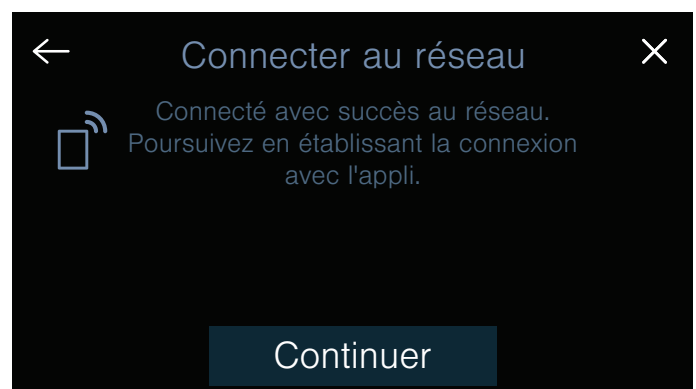 Connecter au réseau
Connecté avec succès au réseau.
Poursuivez en établissant la connexion
avec l'appli.
Continuer